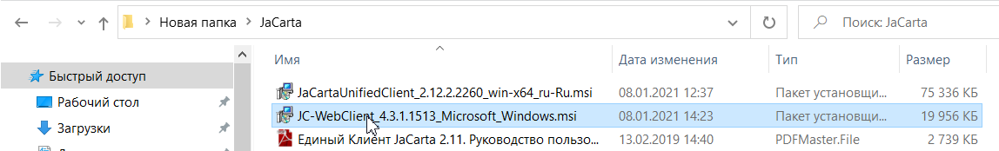 Новая папка > JaCarta
Поиск: JaCarta
Имя Дата изменения Тип Размер
Быстрый доступ
JaCartaUnifiedClient_2.12.2.2260_win-x64_ru-Ru.msi 08.01.2021 12:37 Пакет установщи... 75 336 КБ
Рабочий стол
JC-WebClient_4.3.1.1513_Microsoft_Windows.msi 08.01.2021 14:23 Пакет установщи... 19 956 КБ
Загрузки
Единый Клиент JaCarta 2.11. Руководство пользо... 13.02.2019 14:40 PDFMaster.File 2 739 КБ